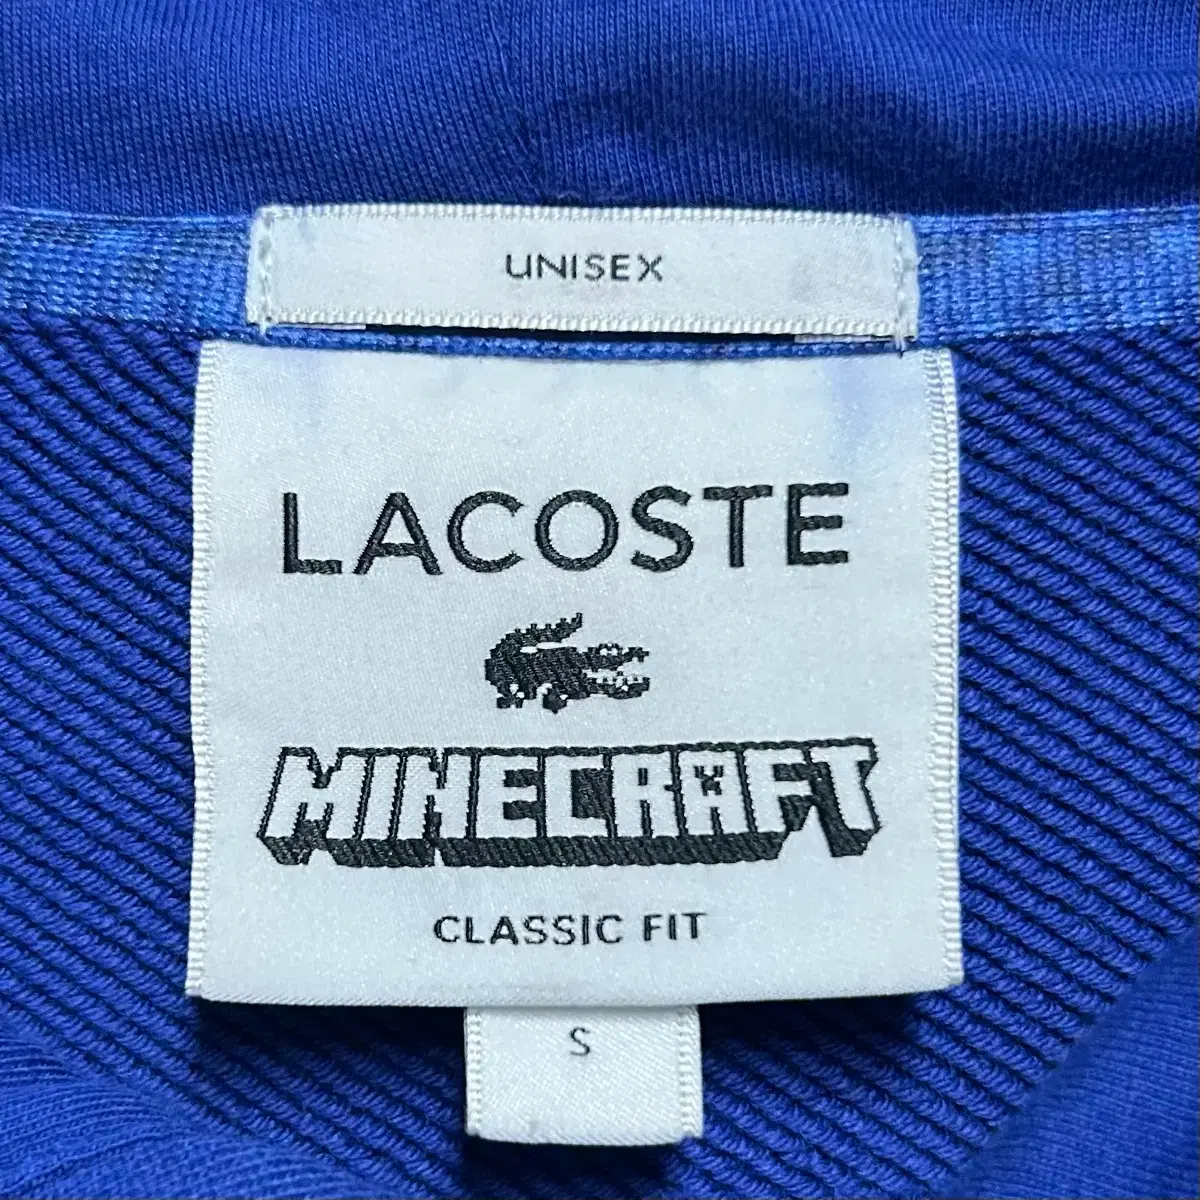 UNISEX
LACOSTE
MINECRAFT
CLASSIC FIT
S